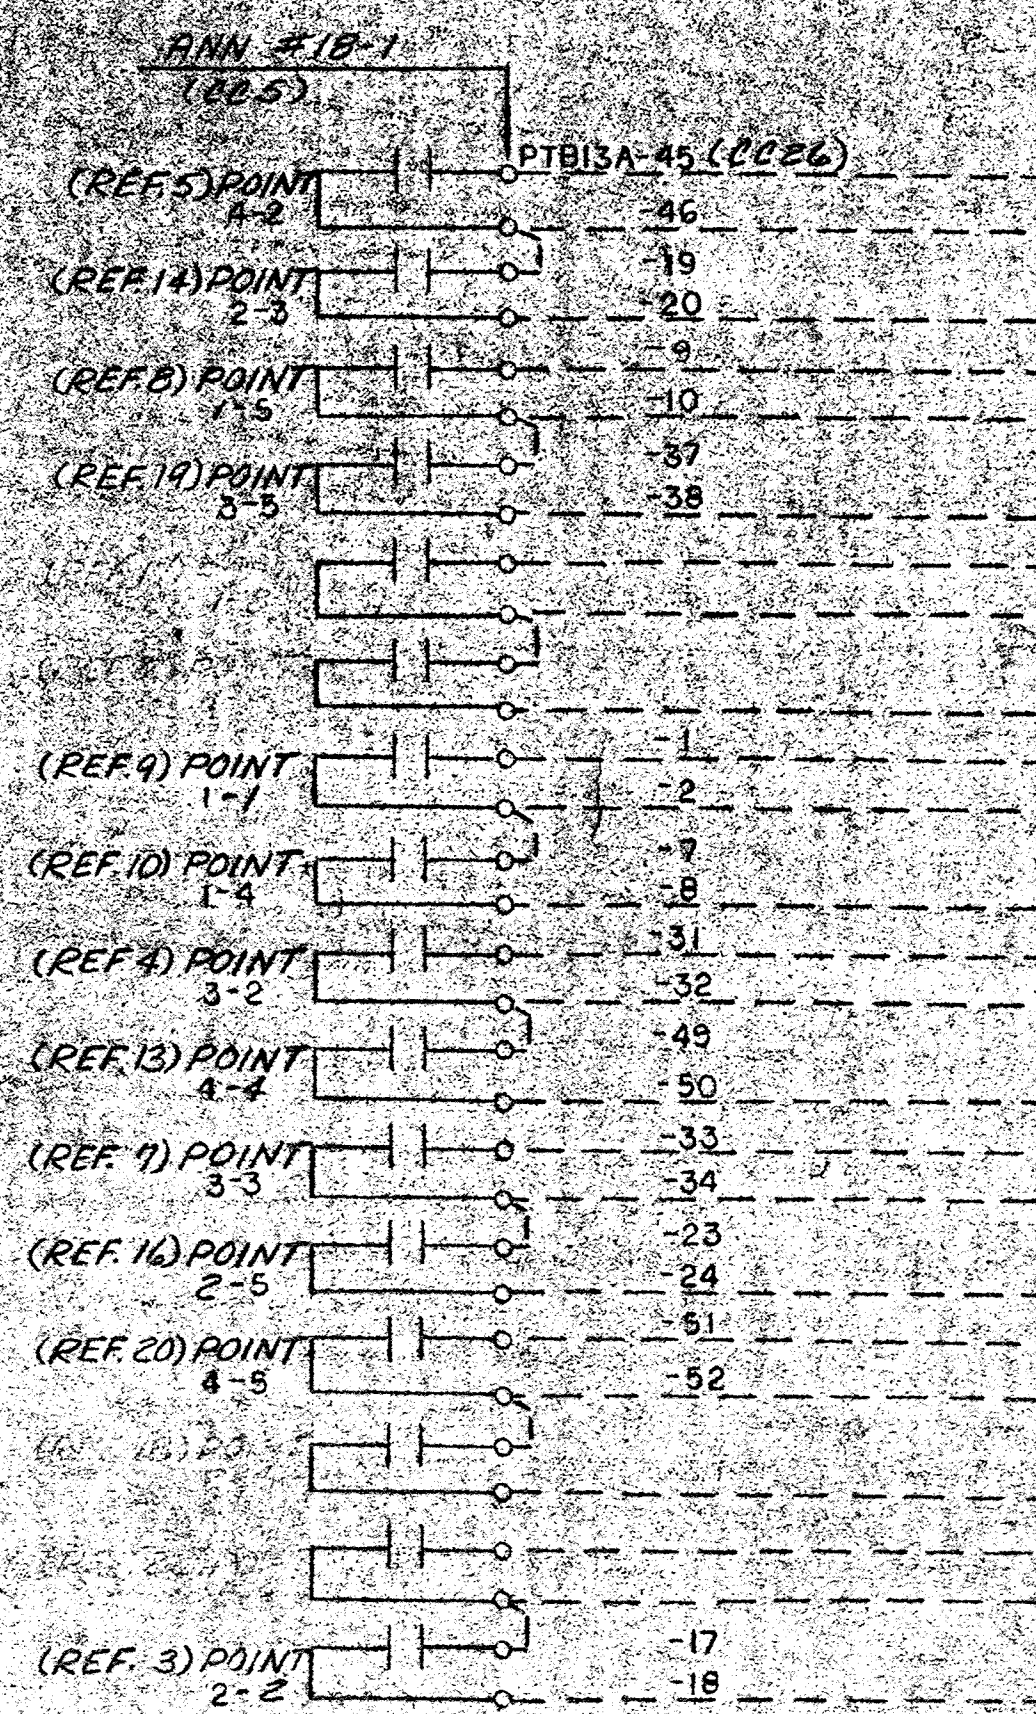 ANN #18-1
(CC5)
PTB13A-45 (CC26)
(REF. 5) POINT
4-2
-46
-19
(REF. 14) POINT
2-3
-20
-9
(REF 8) POINT
1-5
-10
-37
(REF. 19) POINT
3-5
-38
-1
(REF. 9) POINT
1-1
-2
-7
(REF. 10) POINT
1-4
-8
-31
(REF 4) POINT
3-2
-32
-49
(REF. 13) POINT
4-4
-50
-33
(REF. 7) POINT
3-3
-34
-23
(REF. 16) POINT
2-5
-24
-51
(REF. 20) POINT
4-5
-52
-17
(REF. 3) POINT
2-2
-18